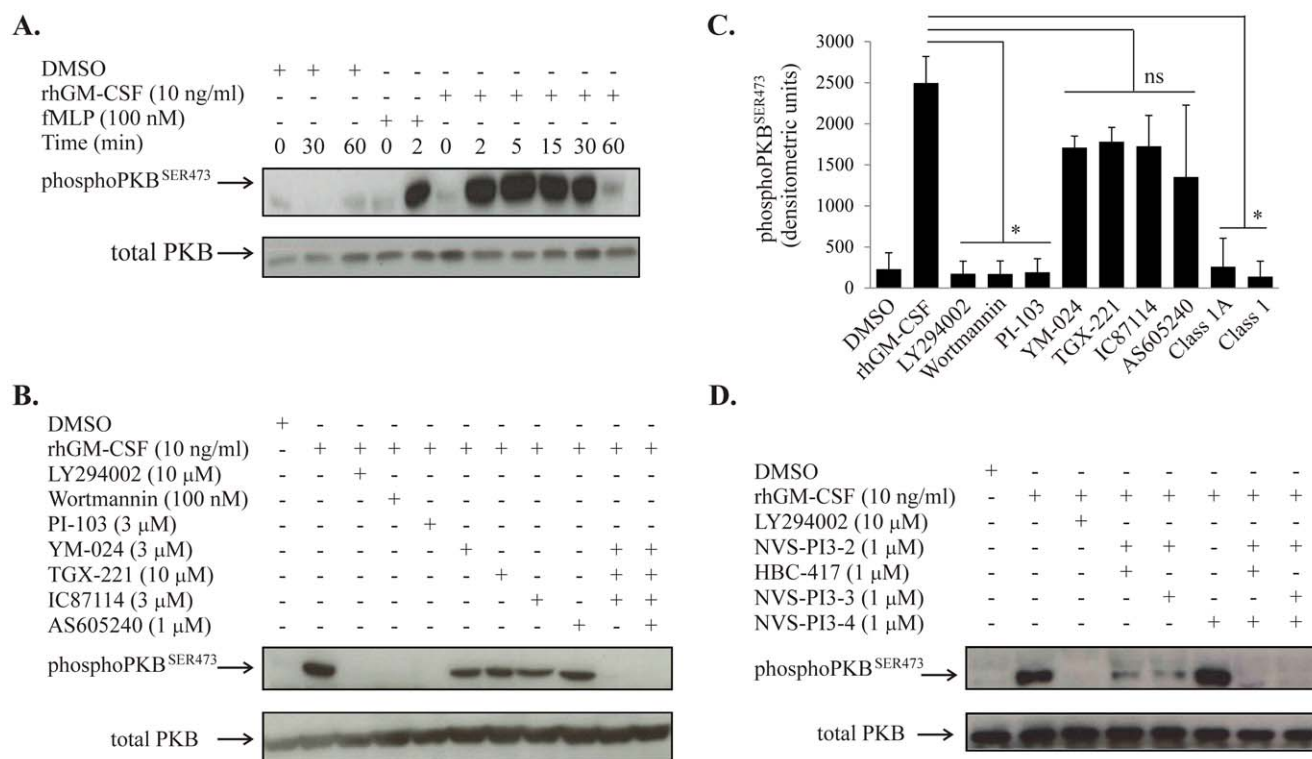 A.
DMSO + + + - - - - - - - -
rhGM-CSF (10 ng/ml) - - - - - + + + + + +
fMLP (100 nM) - - - + + - - - - - -
Time (min) 0 30 60 0 2 0 2 5 15 30 60
phosphoPKB^SER473
total PKB
C.
phosphoPKB^SER473
(densitometric units)
3000
2500
2000
1500
1000
500
0
*
ns
*
DMSO
rhGM-CSF
LY294002
Wortmannin
PI-103
YM-024
TGX-221
IC87114
AS605240
Class 1A
Class 1
B.
DMSO + - - - - - - - - - -
rhGM-CSF (10 ng/ml) - + + + + + + + + + +
LY294002 (10 μM) - - + - - - - - - - -
Wortmannin (100 nM) - - - + - - - - - - -
PI-103 (3 μM) - - - - + - - - - - -
YM-024 (3 μM) - - - - - + - - - + +
TGX-221 (10 μM) - - - - - - + - - + +
IC87114 (3 μM) - - - - - - - + - + +
AS605240 (1 μM) - - - - - - - - + - +
phosphoPKB^SER473
total PKB
D.
DMSO + - - - - - - -
rhGM-CSF (10 ng/ml) - + + + + + + +
LY294002 (10 μM) - - + - - - - -
NVS-PI3-2 (1 μM) - - - + + - + +
HBC-417 (1 μM) - - - + - - + -
NVS-PI3-3 (1 μM) - - - - + - - +
NVS-PI3-4 (1 μM) - - - - - + + +
phosphoPKB^SER473
total PKB